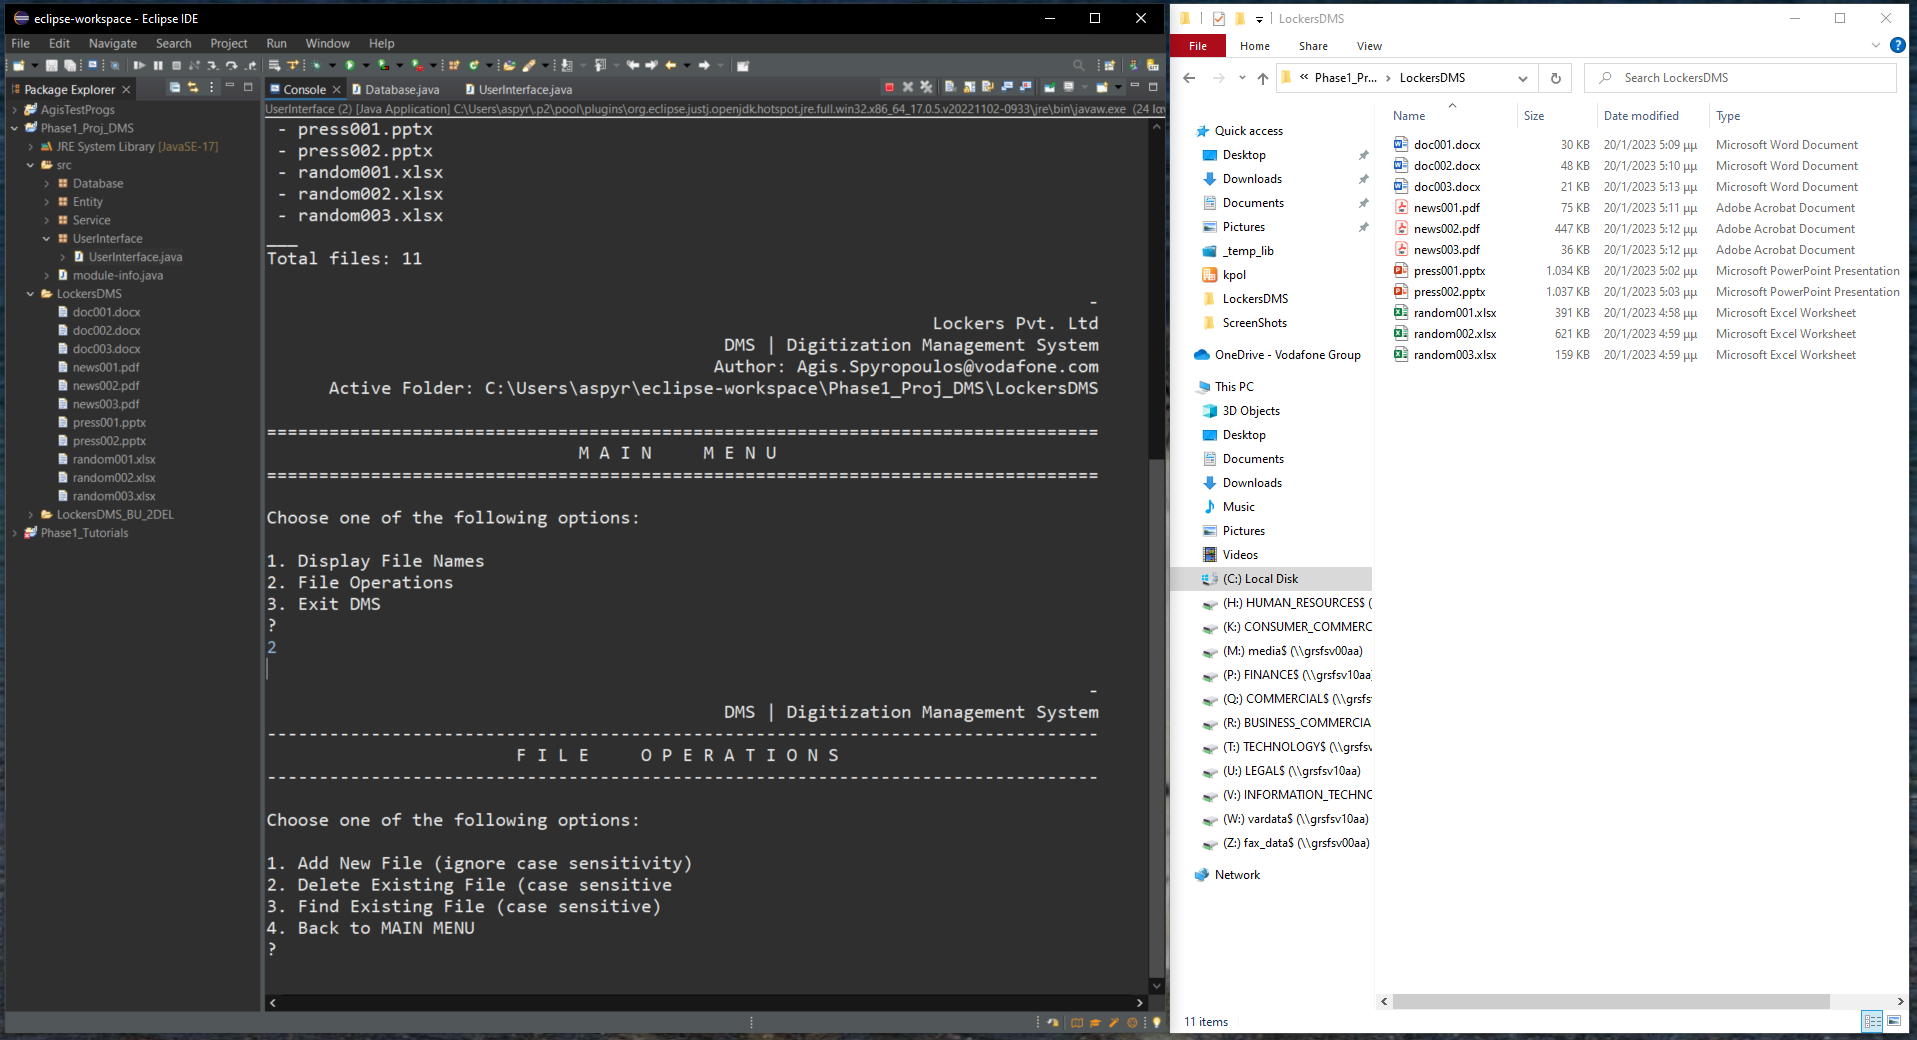 eclipse-workspace - Eclipse IDE
File Edit Navigate Search Project Run Window Help
Package Explorer
AgisTestProgs
Phase1_Proj_DMS
JRE System Library [JavaSE-17]
src
Database
Entity
Service
UserInterface
UserInterface.java
module-info.java
LockersDMS
doc001.docx
doc002.docx
doc003.docx
news001.pdf
news002.pdf
news003.pdf
press001.pptx
press002.pptx
random001.xlsx
random002.xlsx
random003.xlsx
LockersDMS_BU_2DEL
Phase1_Tutorials
Console Database.java UserInterface.java
UserInterface (2) [Java Application] C:\Users\aspyr\.p2\pool\plugins\org.eclipse.justj.openjdk.hotspot.jre.full.win32.x86_64_17.0.5.v20221102-0933\jre\bin\javaw.exe (24 Ια
- press001.pptx
- press002.pptx
- random001.xlsx
- random002.xlsx
- random003.xlsx
___
Total files: 11
-
Lockers Pvt. Ltd
DMS | Digitization Management System
Author: Agis.Spyropoulos@vodafone.com
Active Folder: C:\Users\aspyr\eclipse-workspace\Phase1_Proj_DMS\LockersDMS
================================================================================
M A I N     M E N U
================================================================================
Choose one of the following options:
1. Display File Names
2. File Operations
3. Exit DMS
?
2
-
DMS | Digitization Management System
--------------------------------------------------------------------------------
F I L E     O P E R A T I O N S
--------------------------------------------------------------------------------
Choose one of the following options:
1. Add New File (ignore case sensitivity)
2. Delete Existing File (case sensitive
3. Find Existing File (case sensitive)
4. Back to MAIN MENU
?
LockersDMS
File Home Share View
« Phase1_Pr... › LockersDMS
Search LockersDMS
Quick access
Desktop
Downloads
Documents
Pictures
_temp_lib
kpol
LockersDMS
ScreenShots
OneDrive - Vodafone Group
This PC
3D Objects
Desktop
Documents
Downloads
Music
Pictures
Videos
(C:) Local Disk
(H:) HUMAN_RESOURCES$ (
(K:) CONSUMER_COMMERC
(M:) media$ (\\grsfsv00aa)
(P:) FINANCE$ (\\grsfsv10aa)
(Q:) COMMERCIAL$ (\\grsfs
(R:) BUSINESS_COMMERCIA
(T:) TECHNOLOGY$ (\\grsfsv
(U:) LEGAL$ (\\grsfsv10aa)
(V:) INFORMATION_TECHNO
(W:) vardata$ (\\grsfsv10aa)
(Z:) fax_data$ (\\grsfsv00aa)
Network
Name Size Date modified Type
doc001.docx 30 KB 20/1/2023 5:09 μμ Microsoft Word Document
doc002.docx 48 KB 20/1/2023 5:10 μμ Microsoft Word Document
doc003.docx 21 KB 20/1/2023 5:13 μμ Microsoft Word Document
news001.pdf 75 KB 20/1/2023 5:11 μμ Adobe Acrobat Document
news002.pdf 447 KB 20/1/2023 5:12 μμ Adobe Acrobat Document
news003.pdf 36 KB 20/1/2023 5:12 μμ Adobe Acrobat Document
press001.pptx 1.034 KB 20/1/2023 5:02 μμ Microsoft PowerPoint Presentation
press002.pptx 1.037 KB 20/1/2023 5:03 μμ Microsoft PowerPoint Presentation
random001.xlsx 391 KB 20/1/2023 4:58 μμ Microsoft Excel Worksheet
random002.xlsx 621 KB 20/1/2023 4:59 μμ Microsoft Excel Worksheet
random003.xlsx 159 KB 20/1/2023 4:59 μμ Microsoft Excel Worksheet
11 items